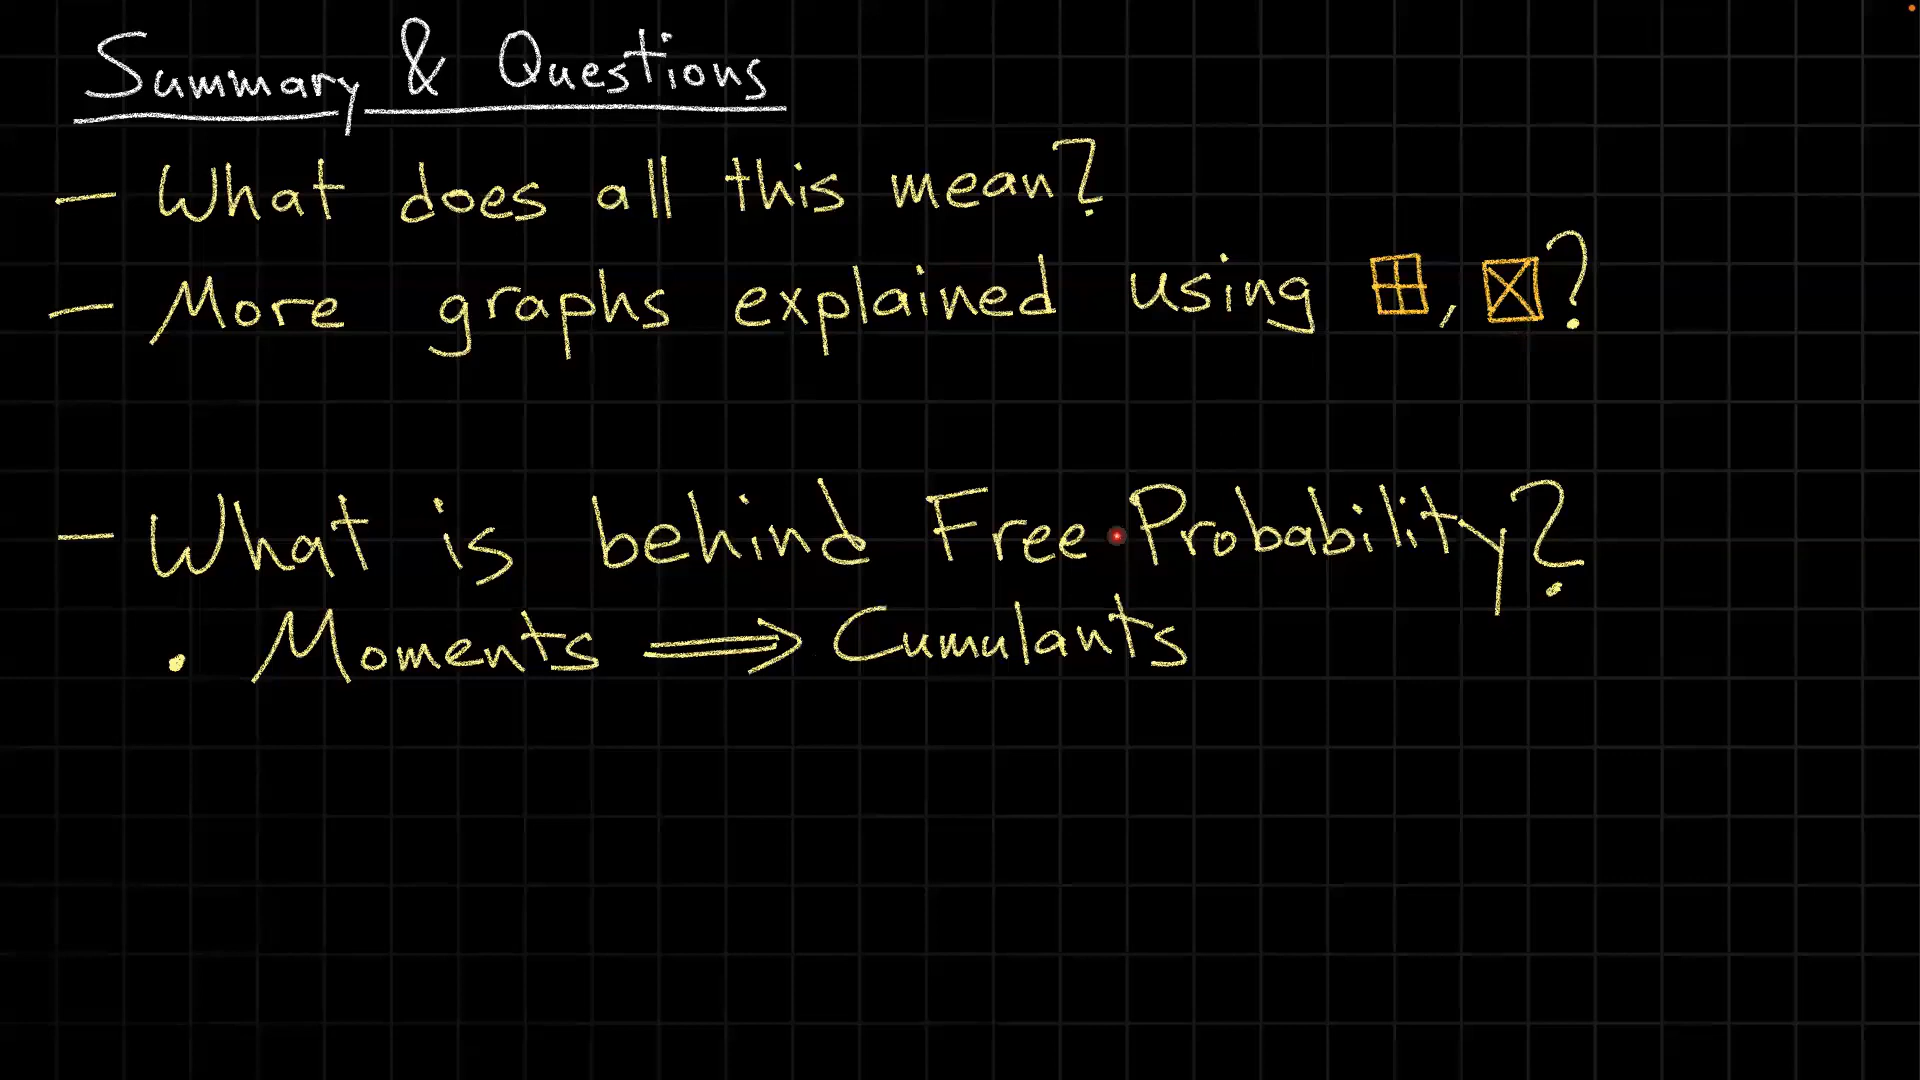 Summary & Questions
- What does all this mean?
- More graphs explained using ⊞, ⊠?
- What is behind Free Probability?
• Moments ⟹ Cumulants